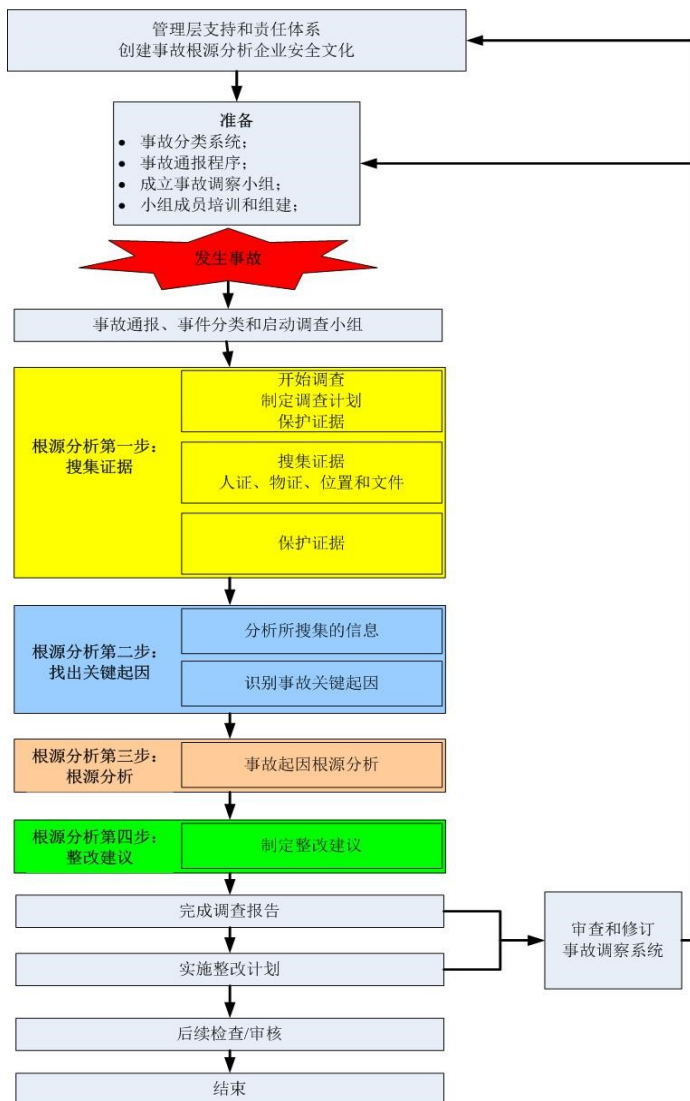 管理层支持和责任体系
创建事故根源分析企业安全文化
准备
• 事故分类系统;
• 事故通报程序;
• 成立事故调察小组;
• 小组成员培训和组建;
发生事故
事故通报、事件分类和启动调查小组
根源分析第一步:
搜集证据
开始调查
制定调查计划
保护证据
搜集证据
人证、物证、位置和文件
保护证据
根源分析第二步:
找出关键起因
分析所搜集的信息
识别事故关键起因
根源分析第三步:
根源分析
事故起因根源分析
根源分析第四步:
整改建议
制定整改建议
完成调查报告
实施整改计划
审查和修订
事故调察系统
后续检查/审核
结束